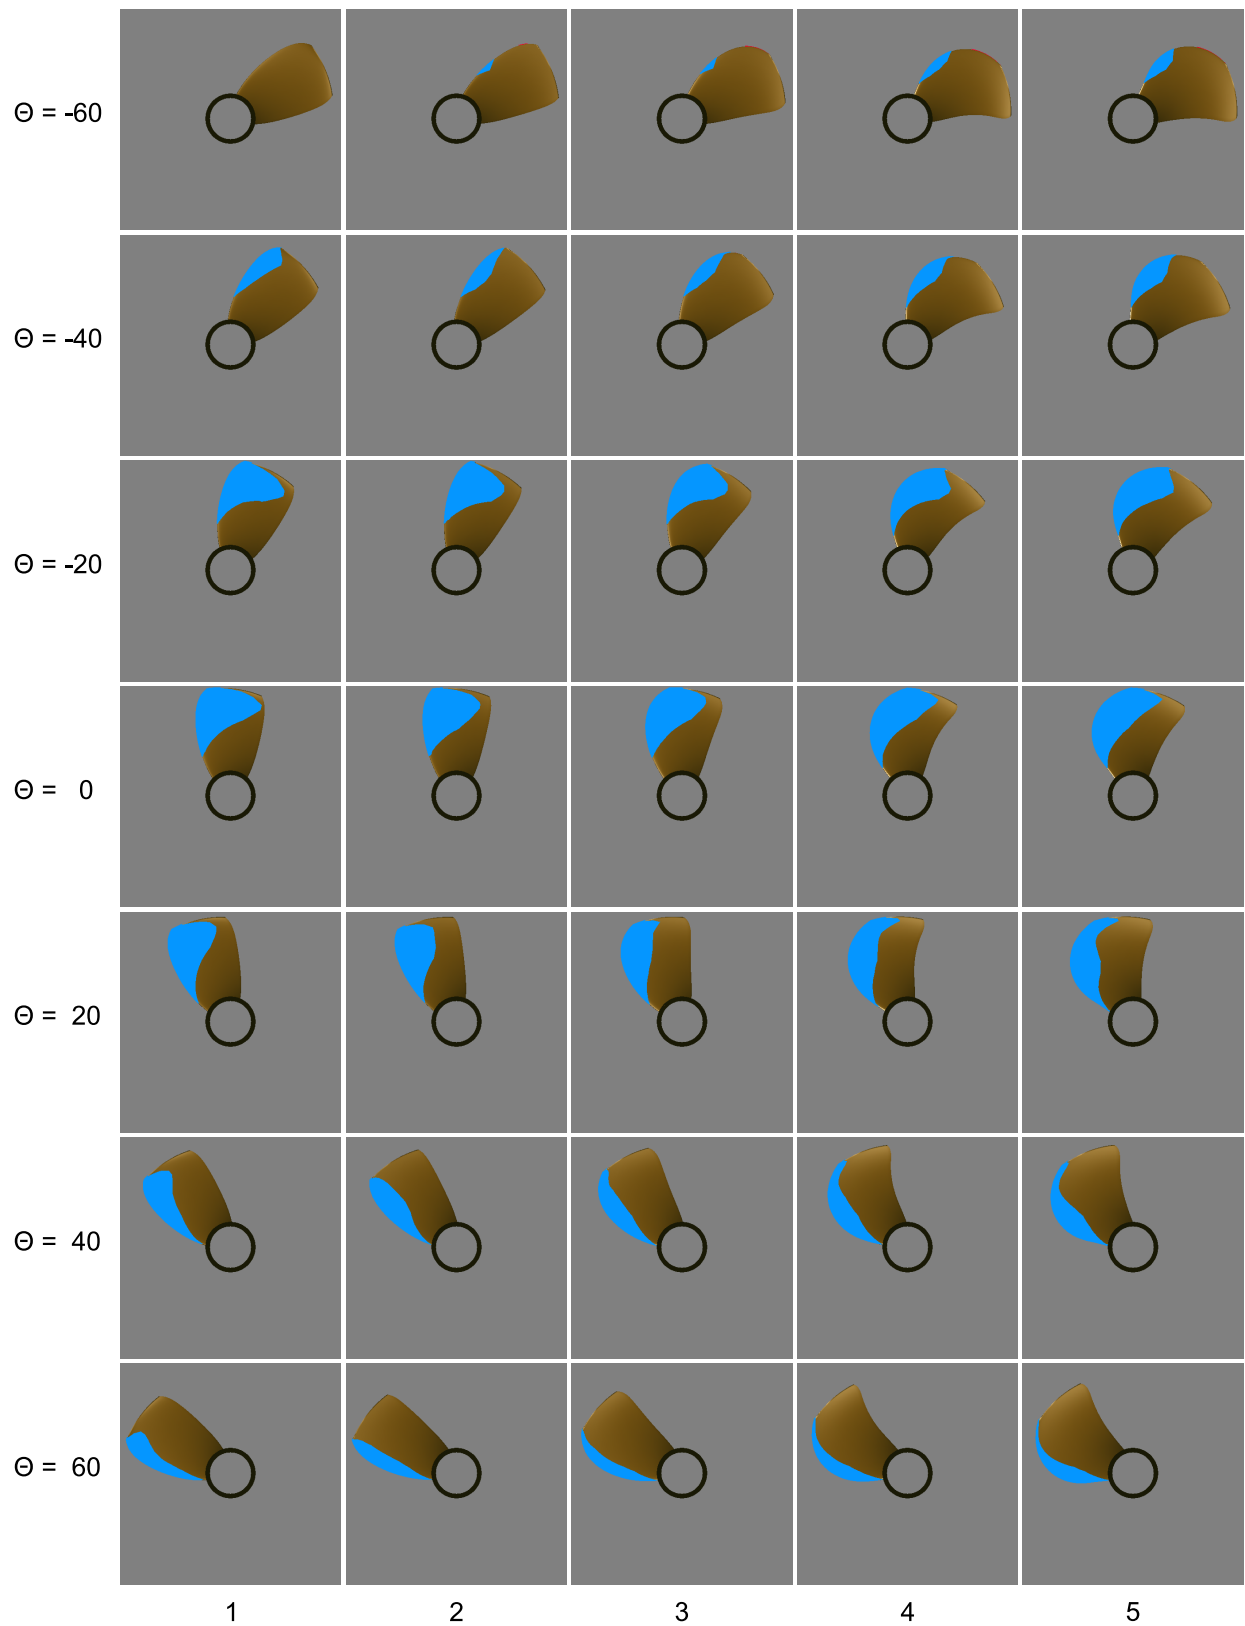 Θ = -60
Θ = -40
Θ = -20
Θ = 0
Θ = 20
Θ = 40
Θ = 60
1 2 3 4 5